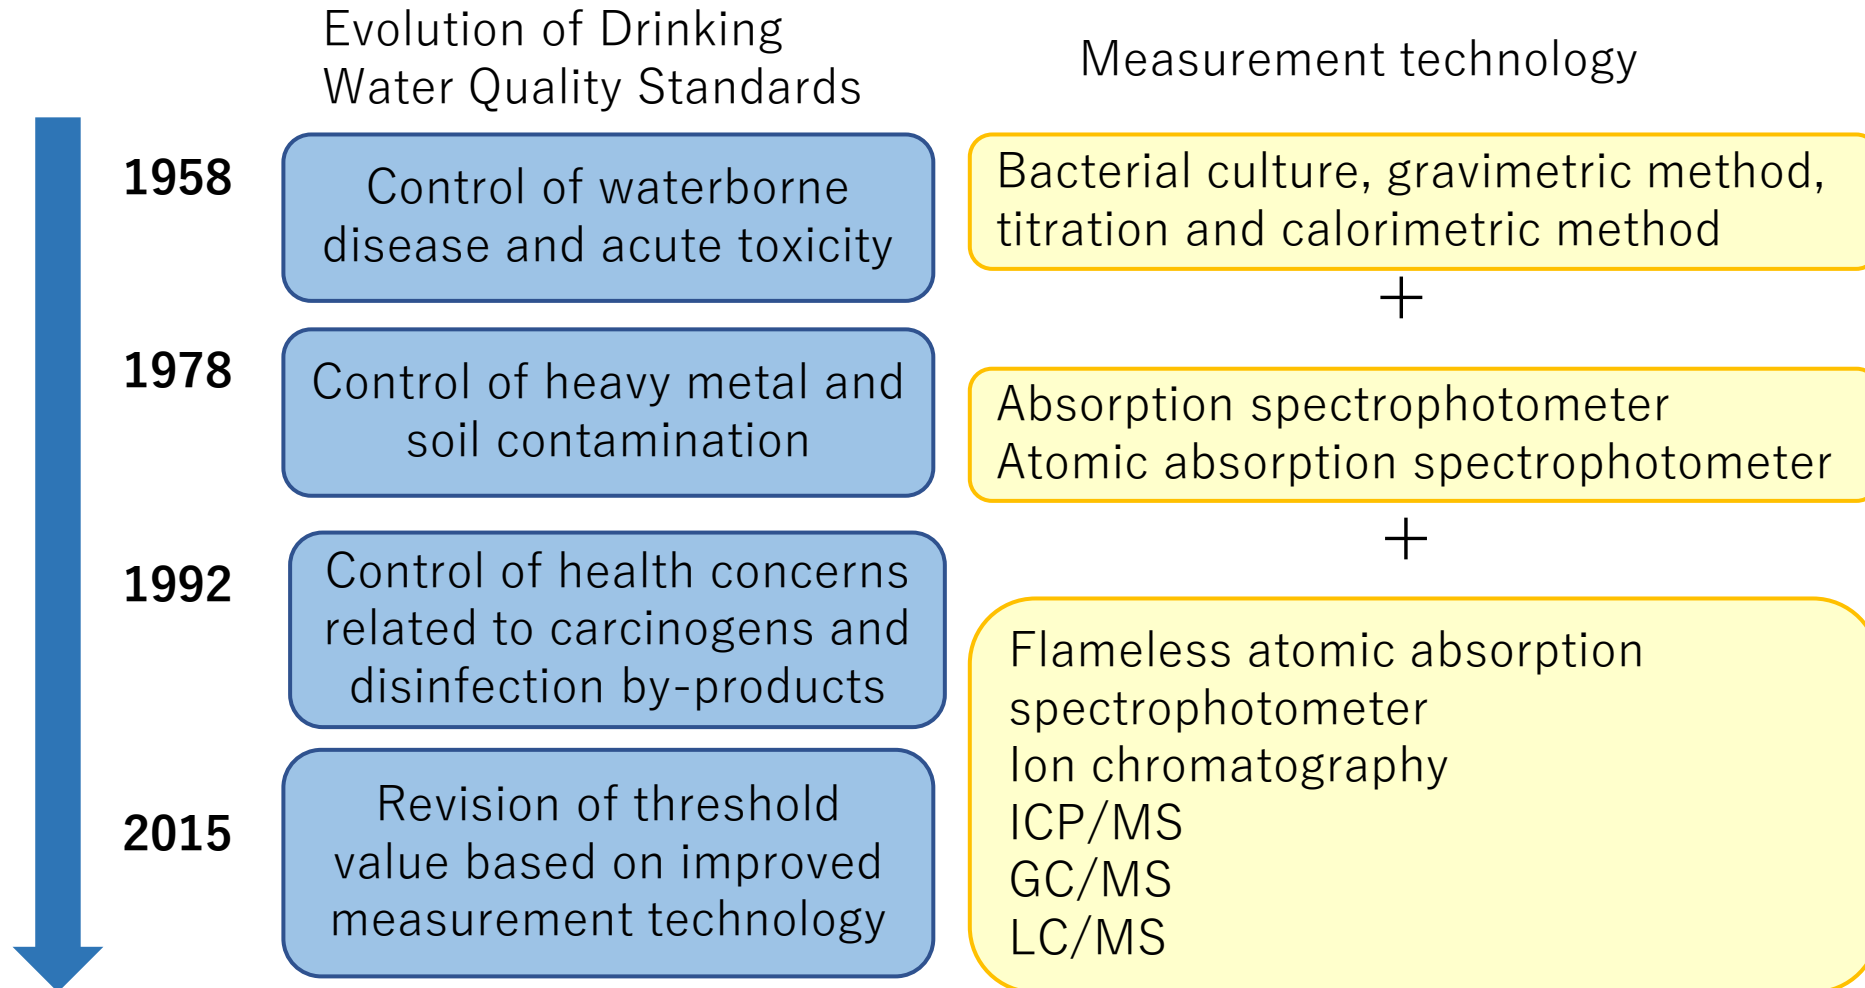 Evolution of Drinking
Water Quality Standards
Measurement technology
1958
Control of waterborne
disease and acute toxicity
Bacterial culture, gravimetric method,
titration and calorimetric method
+
1978
Control of heavy metal and
soil contamination
Absorption spectrophotometer
Atomic absorption spectrophotometer
+
1992
Control of health concerns
related to carcinogens and
disinfection by-products
Flameless atomic absorption
spectrophotometer
Ion chromatography
ICP/MS
GC/MS
LC/MS
2015
Revision of threshold
value based on improved
measurement technology